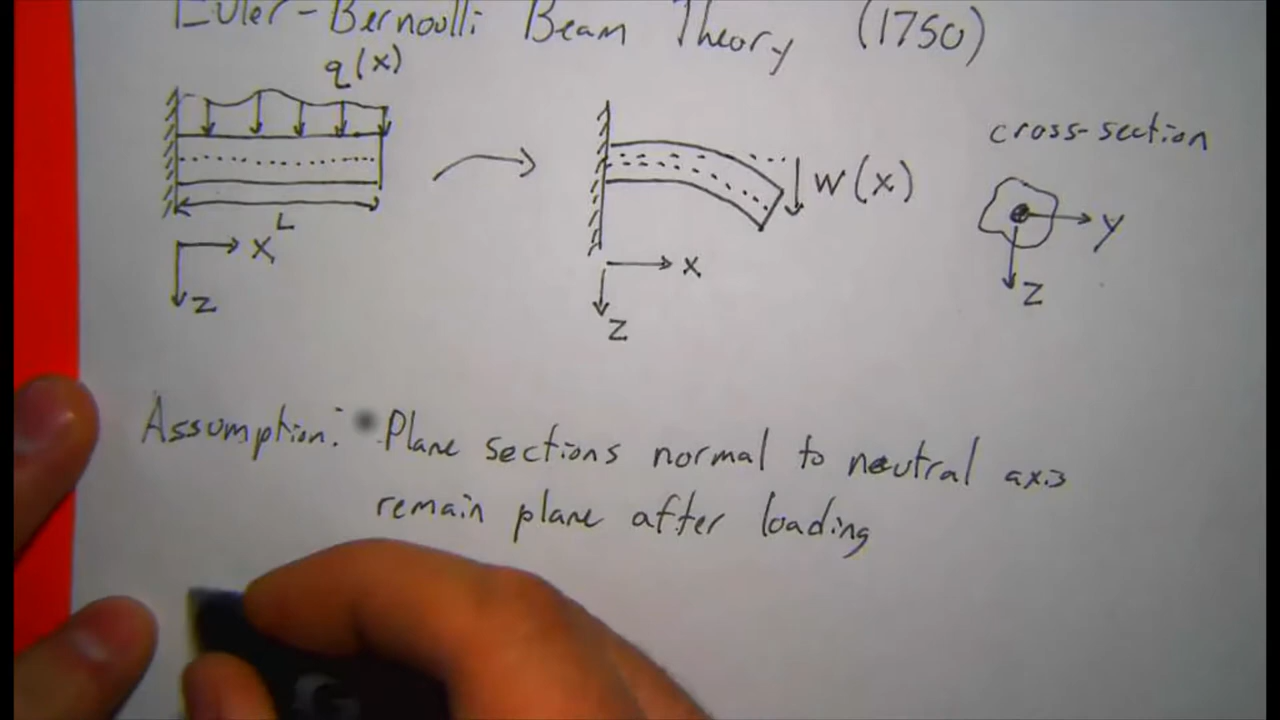 Euler-Bernoulli Beam Theory (1750)
q(x)
L
x
z
w(x)
x
z
cross-section
y
z
Assumption: • Plane sections normal to neutral axis
remain plane after loading